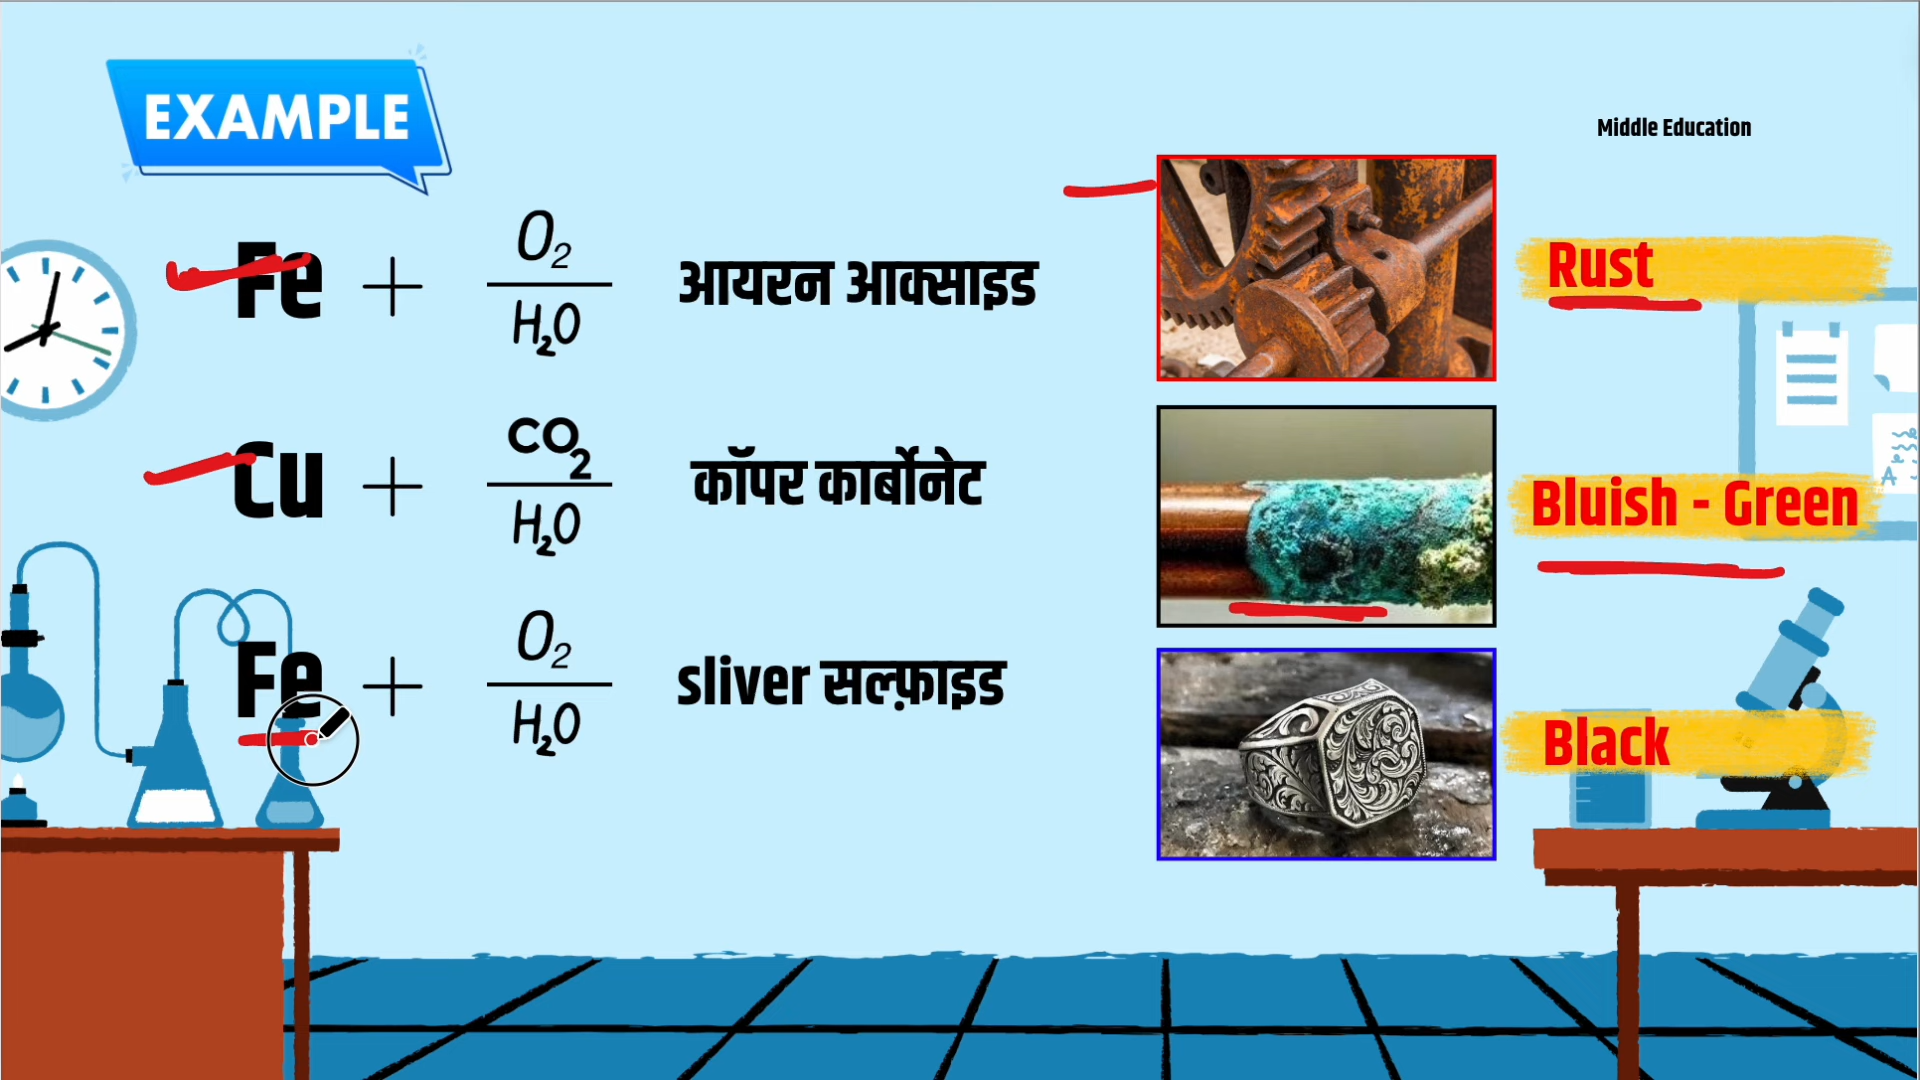 EXAMPLE
Middle Education
Fe + O2/H2O आयरन आक्साइड Rust
Cu + CO2/H2O कॉपर कार्बोनेट Bluish - Green
Fe + O2/H2O sliver सल्फ़ाइड Black